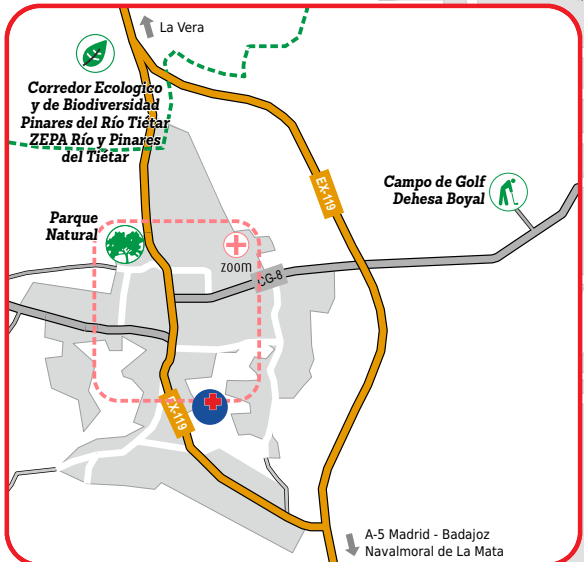 La Vera
Corredor Ecologico
y de Biodiversidad
Pinares del Río Tiétar
ZEPA Río y Pinares
del Tiétar
EX-119
Campo de Golf
Dehesa Boyal
Parque
Natural
zoom
CG-8
EX-119
A-5 Madrid - Badajoz
Navalmoral de La Mata